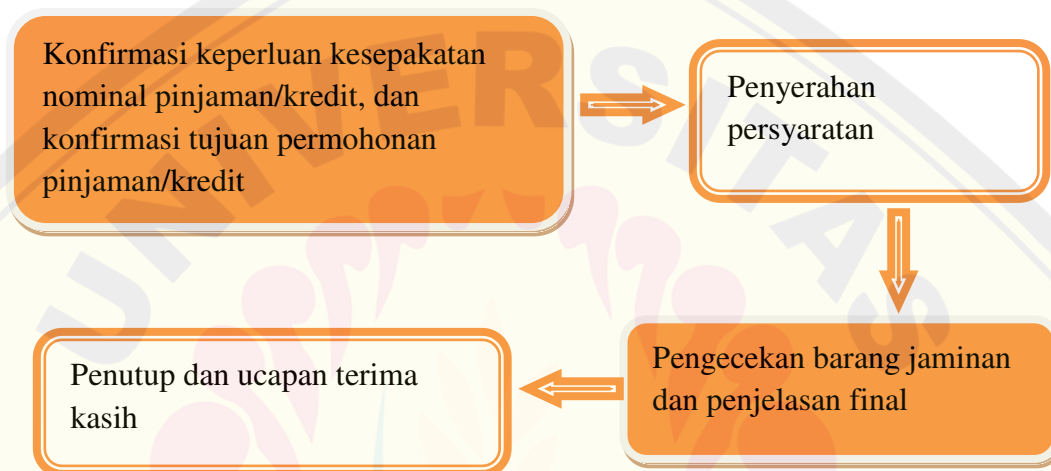 Konfirmasi keperluan kesepakatan
nominal pinjaman/kredit, dan
konfirmasi tujuan permohonan
pinjaman/kredit
Penyerahan
persyaratan
Pengecekan barang jaminan
dan penjelasan final
Penutup dan ucapan terima
kasih
UNIVERSITAS